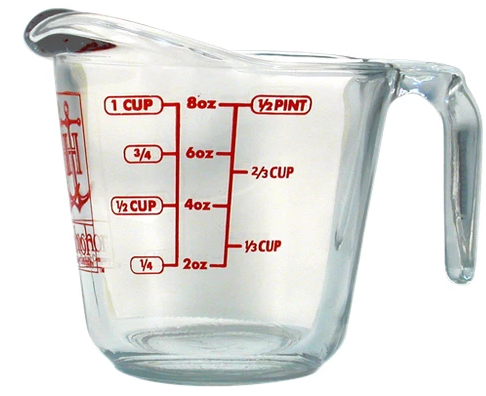 1 CUP 8oz 1/2 PINT
3/4 6oz
2/3 CUP
1/2 CUP 4oz
1/3 CUP
1/4 2oz
H